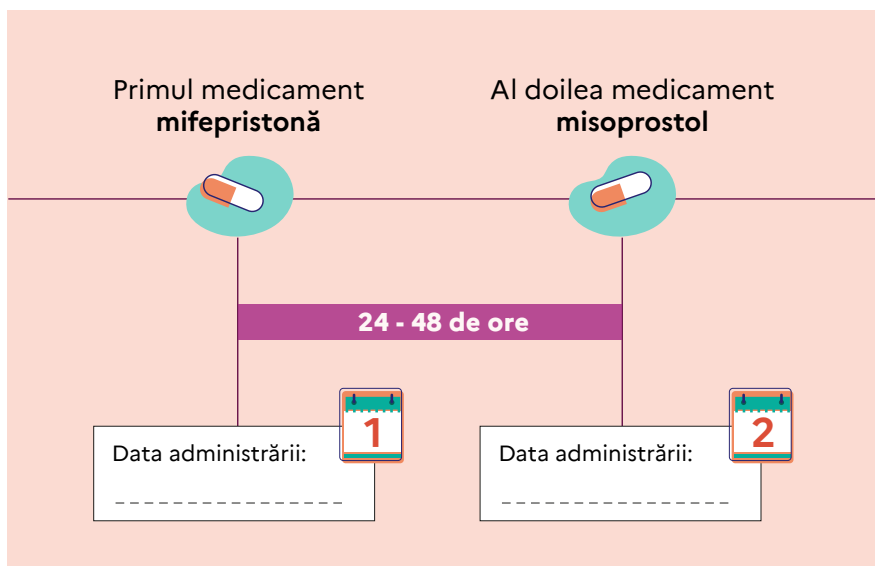 Primul medicament
mifepristonă
Al doilea medicament
misoprostol
24 - 48 de ore
1
Data administrării:
2
Data administrării: